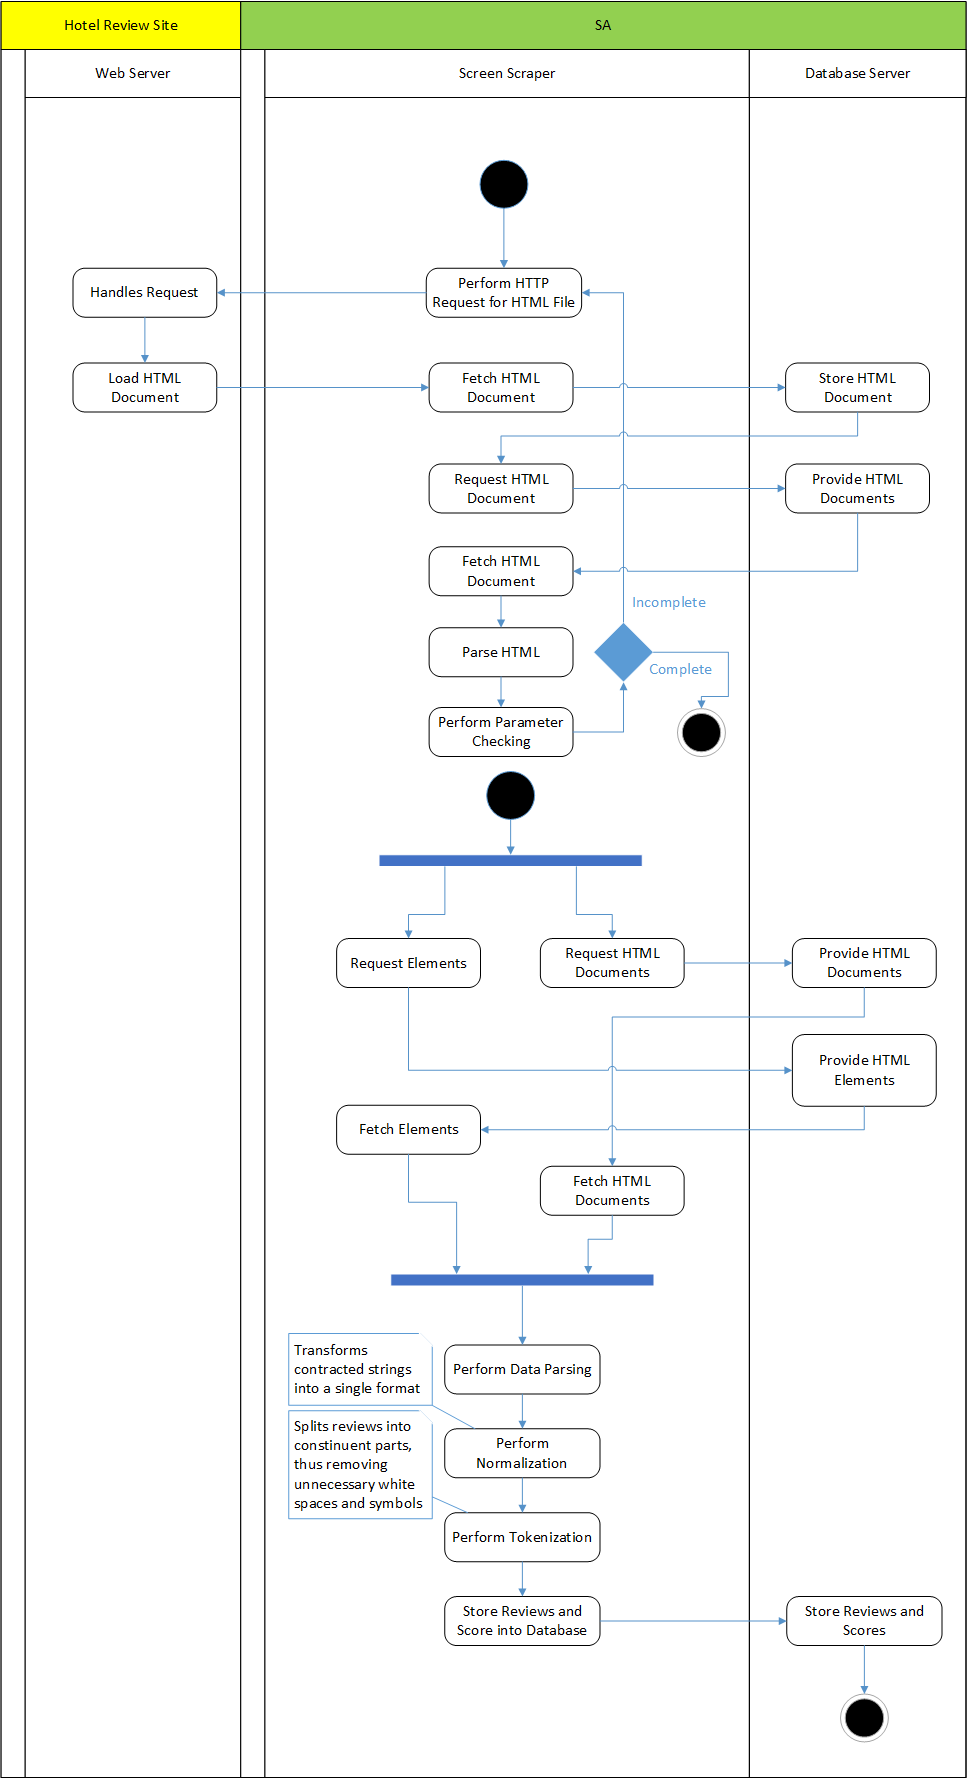 Hotel Review Site
SA
Web Server
Screen Scraper
Database Server
Handles Request
Perform HTTP
Request for HTML File
Load HTML
Document
Fetch HTML
Document
Store HTML
Document
Request HTML
Document
Provide HTML
Documents
Fetch HTML
Document
Incomplete
Parse HTML
Complete
Perform Parameter
Checking
Request Elements
Request HTML
Documents
Provide HTML
Documents
Provide HTML
Elements
Fetch Elements
Fetch HTML
Documents
Transforms
contracted strings
into a single format
Perform Data Parsing
Splits reviews into
constinuent parts,
thus removing
unnecessary white
spaces and symbols
Perform
Normalization
Perform Tokenization
Store Reviews and
Score into Database
Store Reviews and
Scores